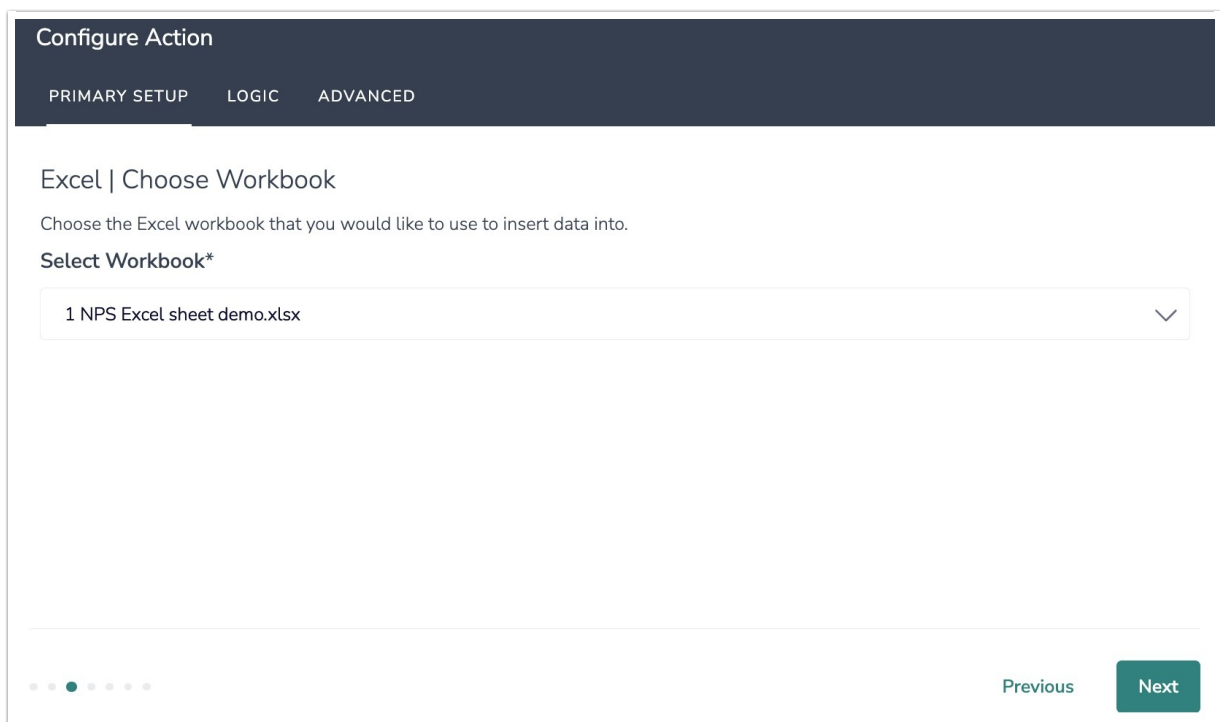 Configure Action
PRIMARY SETUP LOGIC ADVANCED
Excel | Choose Workbook
Choose the Excel workbook that you would like to use to insert data into.
Select Workbook*
1 NPS Excel sheet demo.xlsx
Previous Next